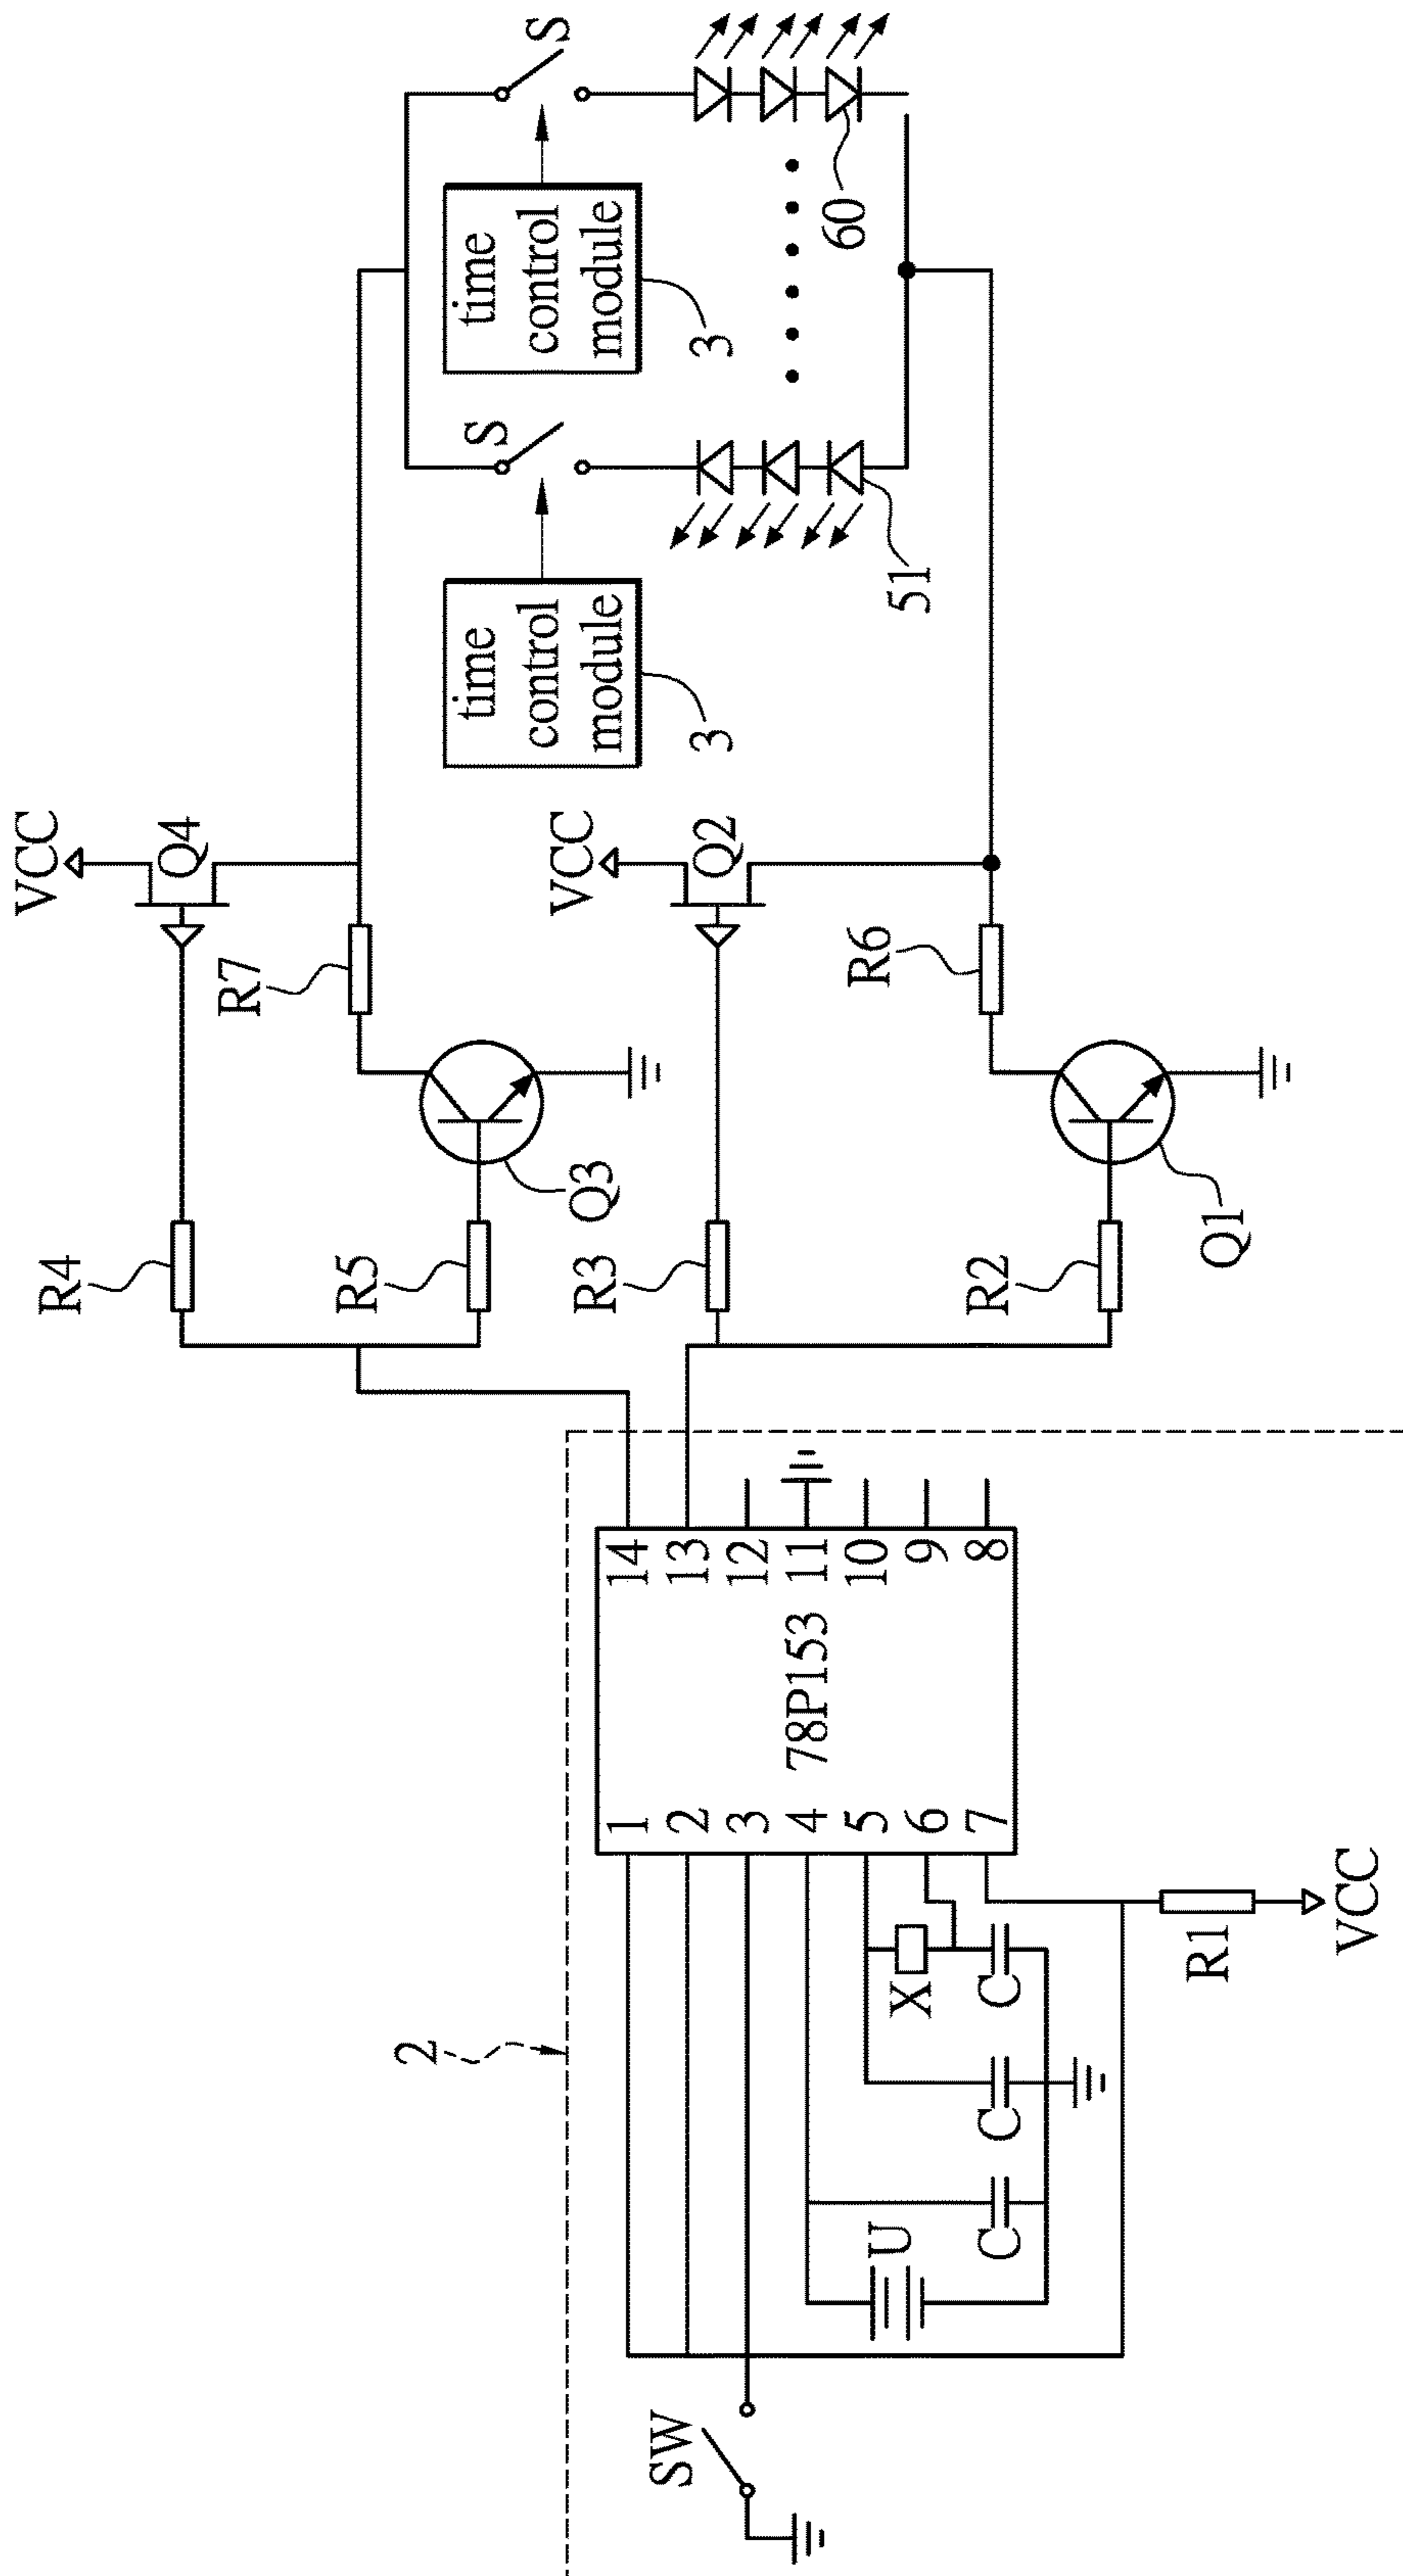 VCC
Q4
R4
R7
R5
Q3
VCC
Q2
R3
R6
R2
Q1
S
S
time
control
module
3
time
control
module
3
51
60
2
SW
1
2
3
4
5
6
7
78P153
14
13
12
11
10
9
8
U
X
C
C
C
R1
VCC